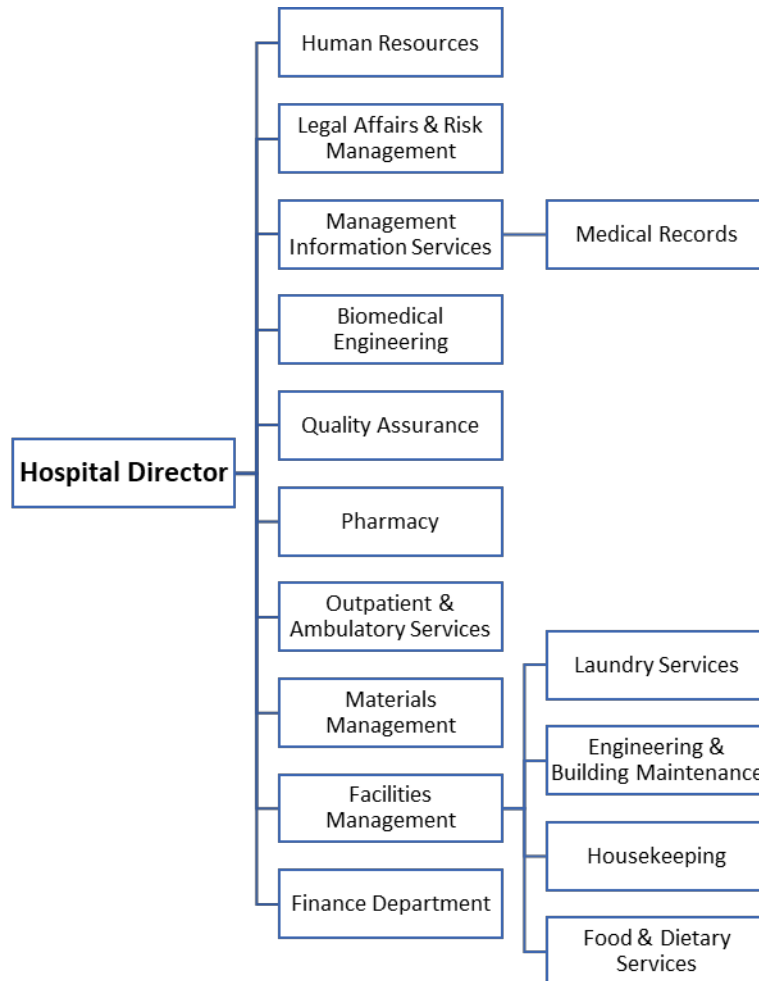 Human Resources
Legal Affairs & Risk
Management
Management
Information Services
Medical Records
Biomedical
Engineering
Quality Assurance
Hospital Director
Pharmacy
Outpatient &
Ambulatory Services
Laundry Services
Materials
Management
Engineering &
Building Maintenance
Facilities
Management
Housekeeping
Finance Department
Food & Dietary
Services